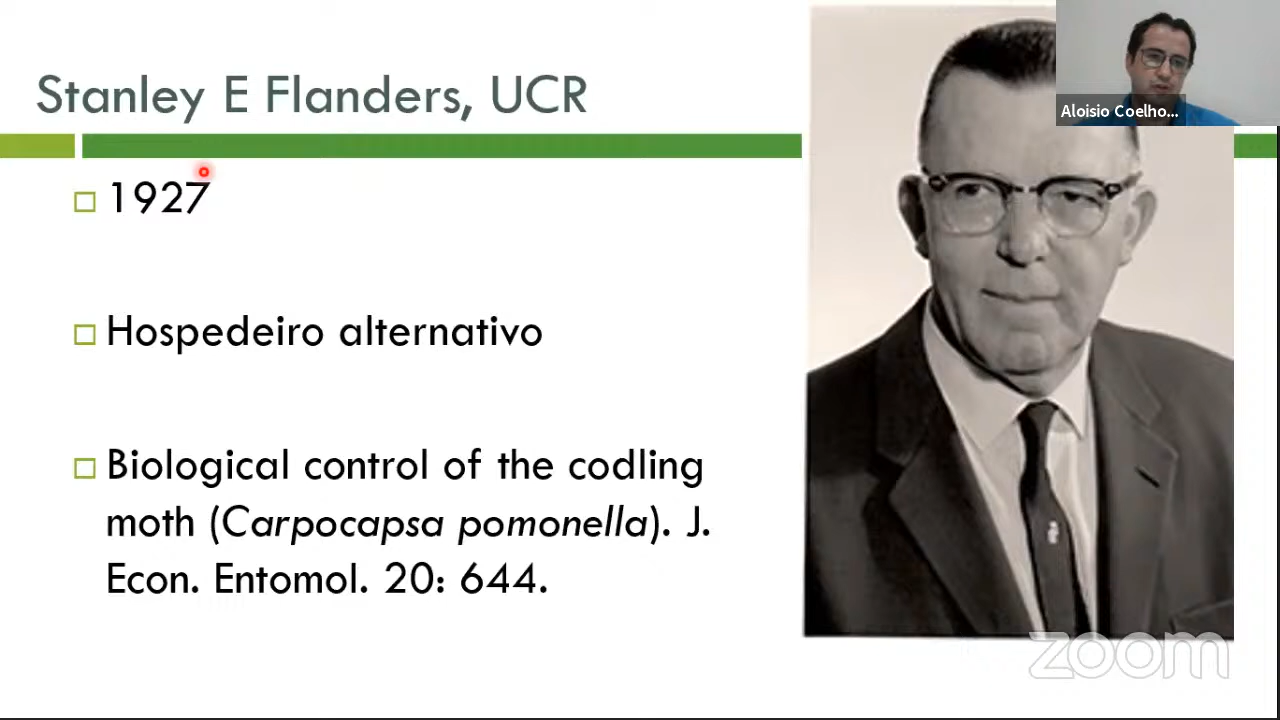 Stanley E Flanders, UCR
Aloisio Coelho...
1927
Hospedeiro alternativo
Biological control of the codling
moth (Carpocapsa pomonella). J.
Econ. Entomol. 20: 644.
zoom